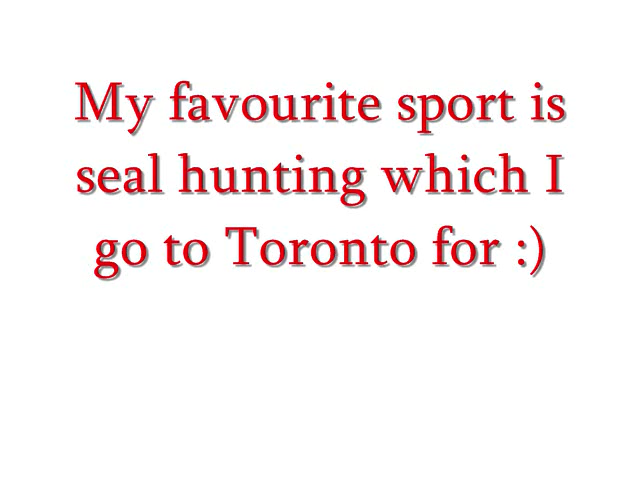 My favourite sport is
seal hunting which I
go to Toronto for :)